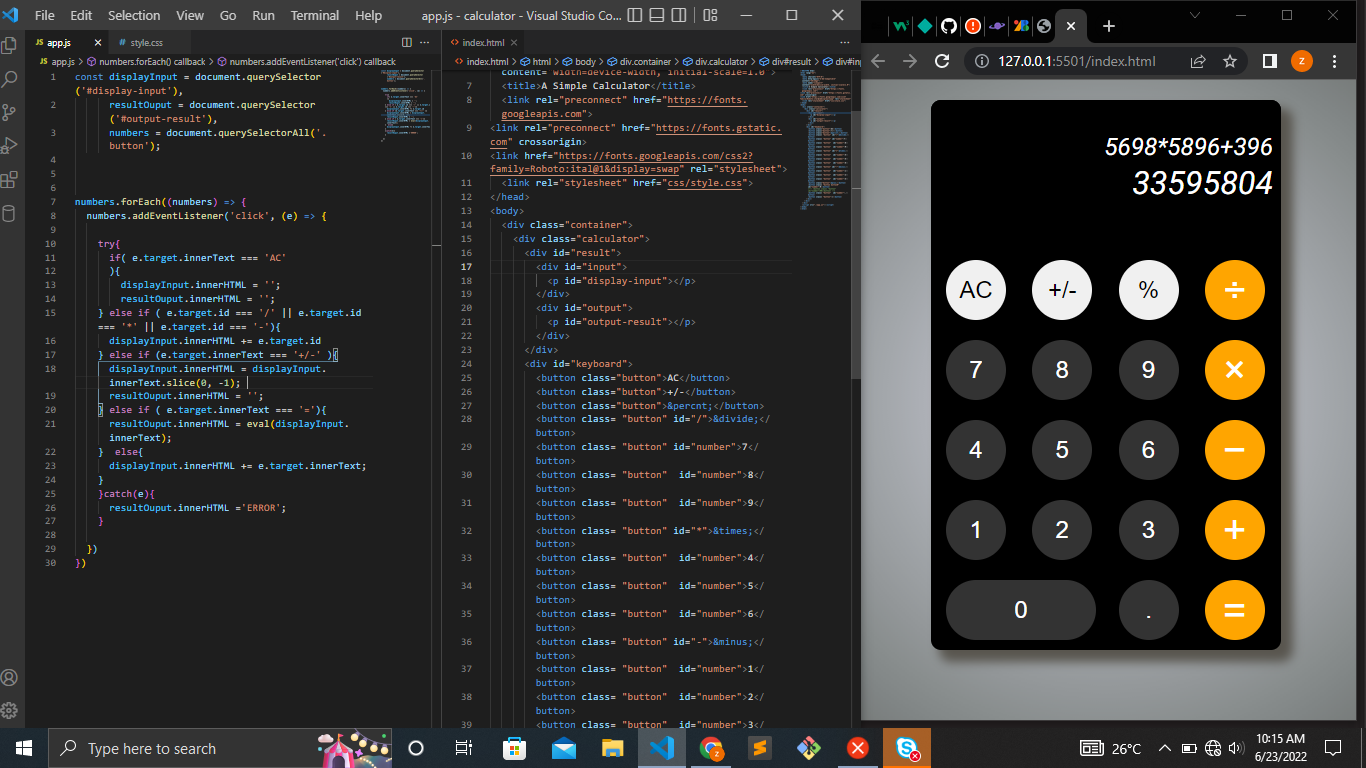 File Edit Selection View Go Run Terminal Help app.js - calculator - Visual Studio Co...
JS app.js # style.css
JS app.js > numbers.forEach() callback > numbers.addEventListener('click') callback
1 const displayInput = document.querySelector
('#display-input'),
2 resultOuput = document.querySelector
('#output-result'),
3 numbers = document.querySelectorAll('.
button');
4
5
6
7 numbers.forEach((numbers) => {
8 numbers.addEventListener('click', (e) => {
9
10 try{
11 if( e.target.innerText === 'AC'
12 ){
13 displayInput.innerHTML = '';
14 resultOuput.innerHTML = '';
15 } else if ( e.target.id === '/' || e.target.id
=== '*' || e.target.id === '-'){
16 displayInput.innerHTML += e.target.id
17 } else if (e.target.innerText === '+/-' ){
18 displayInput.innerHTML = displayInput.
innerText.slice(0, -1);
19 resultOuput.innerHTML = '';
20 } else if ( e.target.innerText === '='){
21 resultOuput.innerHTML = eval(displayInput.
innerText);
22 } else{
23 displayInput.innerHTML += e.target.innerText;
24 }
25 }catch(e){
26 resultOuput.innerHTML ='ERROR';
27 }
28
29 })
30 })
<> index.html
<> index.html > html > body > div.container > div.calculator > div#result > div#in
content="width=device-width, initial-scale=1.0">
7 <title>A Simple Calculator</title>
8 <link rel="preconnect" href="https://fonts.
googleapis.com">
9 <link rel="preconnect" href="https://fonts.gstatic.
com" crossorigin>
10 <link href="https://fonts.googleapis.com/css2?
family=Roboto:ital@1&display=swap" rel="stylesheet">
11 <link rel="stylesheet" href="css/style.css">
12 </head>
13 <body>
14 <div class="container">
15 <div class="calculator">
16 <div id="result">
17 <div id="input">
18 <p id="display-input"></p>
19 </div>
20 <div id="output">
21 <p id="output-result"></p>
22 </div>
23 </div>
24 <div id="keyboard">
25 <button class="button">AC</button>
26 <button class="button">+/-</button>
27 <button class="button">&percnt;</button>
28 <button class= "button" id="/">&divide;</
button>
29 <button class= "button" id="number">7</
button>
30 <button class= "button" id="number">8</
button>
31 <button class= "button" id="number">9</
button>
32 <button class= "button" id="*">&times;</
button>
33 <button class= "button" id="number">4</
button>
34 <button class= "button" id="number">5</
button>
35 <button class= "button" id="number">6</
button>
36 <button class= "button" id="-">&minus;</
button>
37 <button class= "button" id="number">1</
button>
38 <button class= "button" id="number">2</
button>
39 <button class= "button" id="number">3</
127.0.0.1:5501/index.html
z
5698*5896+396
33595804
AC +/- % ÷
7 8 9 ×
4 5 6 −
1 2 3 +
0 . =
Type here to search
26°C
10:15 AM
6/23/2022